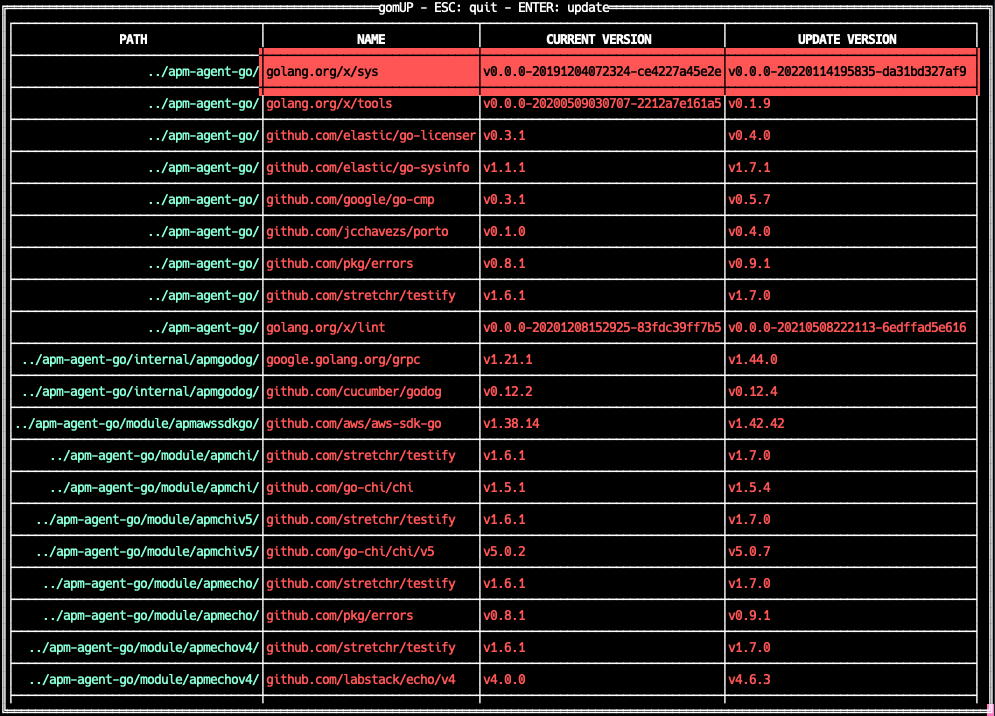 gomUP - ESC: quit - ENTER: update
PATH NAME CURRENT VERSION UPDATE VERSION
../apm-agent-go/ golang.org/x/sys v0.0.0-20191204072324-ce4227a45e2e v0.0.0-20220114195835-da31bd327af9
../apm-agent-go/ golang.org/x/tools v0.0.0-20200509030707-2212a7e161a5 v0.1.9
../apm-agent-go/ github.com/elastic/go-licenser v0.3.1 v0.4.0
../apm-agent-go/ github.com/elastic/go-sysinfo v1.1.1 v1.7.1
../apm-agent-go/ github.com/google/go-cmp v0.3.1 v0.5.7
../apm-agent-go/ github.com/jcchavezs/porto v0.1.0 v0.4.0
../apm-agent-go/ github.com/pkg/errors v0.8.1 v0.9.1
../apm-agent-go/ github.com/stretchr/testify v1.6.1 v1.7.0
../apm-agent-go/ golang.org/x/lint v0.0.0-20201208152925-83fdc39ff7b5 v0.0.0-20210508222113-6edffad5e616
../apm-agent-go/internal/apmgodog/ google.golang.org/grpc v1.21.1 v1.44.0
../apm-agent-go/internal/apmgodog/ github.com/cucumber/godog v0.12.2 v0.12.4
../apm-agent-go/module/apmawssdkgo/ github.com/aws/aws-sdk-go v1.38.14 v1.42.42
../apm-agent-go/module/apmchi/ github.com/stretchr/testify v1.6.1 v1.7.0
../apm-agent-go/module/apmchi/ github.com/go-chi/chi v1.5.1 v1.5.4
../apm-agent-go/module/apmchiv5/ github.com/stretchr/testify v1.6.1 v1.7.0
../apm-agent-go/module/apmchiv5/ github.com/go-chi/chi/v5 v5.0.2 v5.0.7
../apm-agent-go/module/apmecho/ github.com/stretchr/testify v1.6.1 v1.7.0
../apm-agent-go/module/apmecho/ github.com/pkg/errors v0.8.1 v0.9.1
../apm-agent-go/module/apmechov4/ github.com/stretchr/testify v1.6.1 v1.7.0
../apm-agent-go/module/apmechov4/ github.com/labstack/echo/v4 v4.0.0 v4.6.3